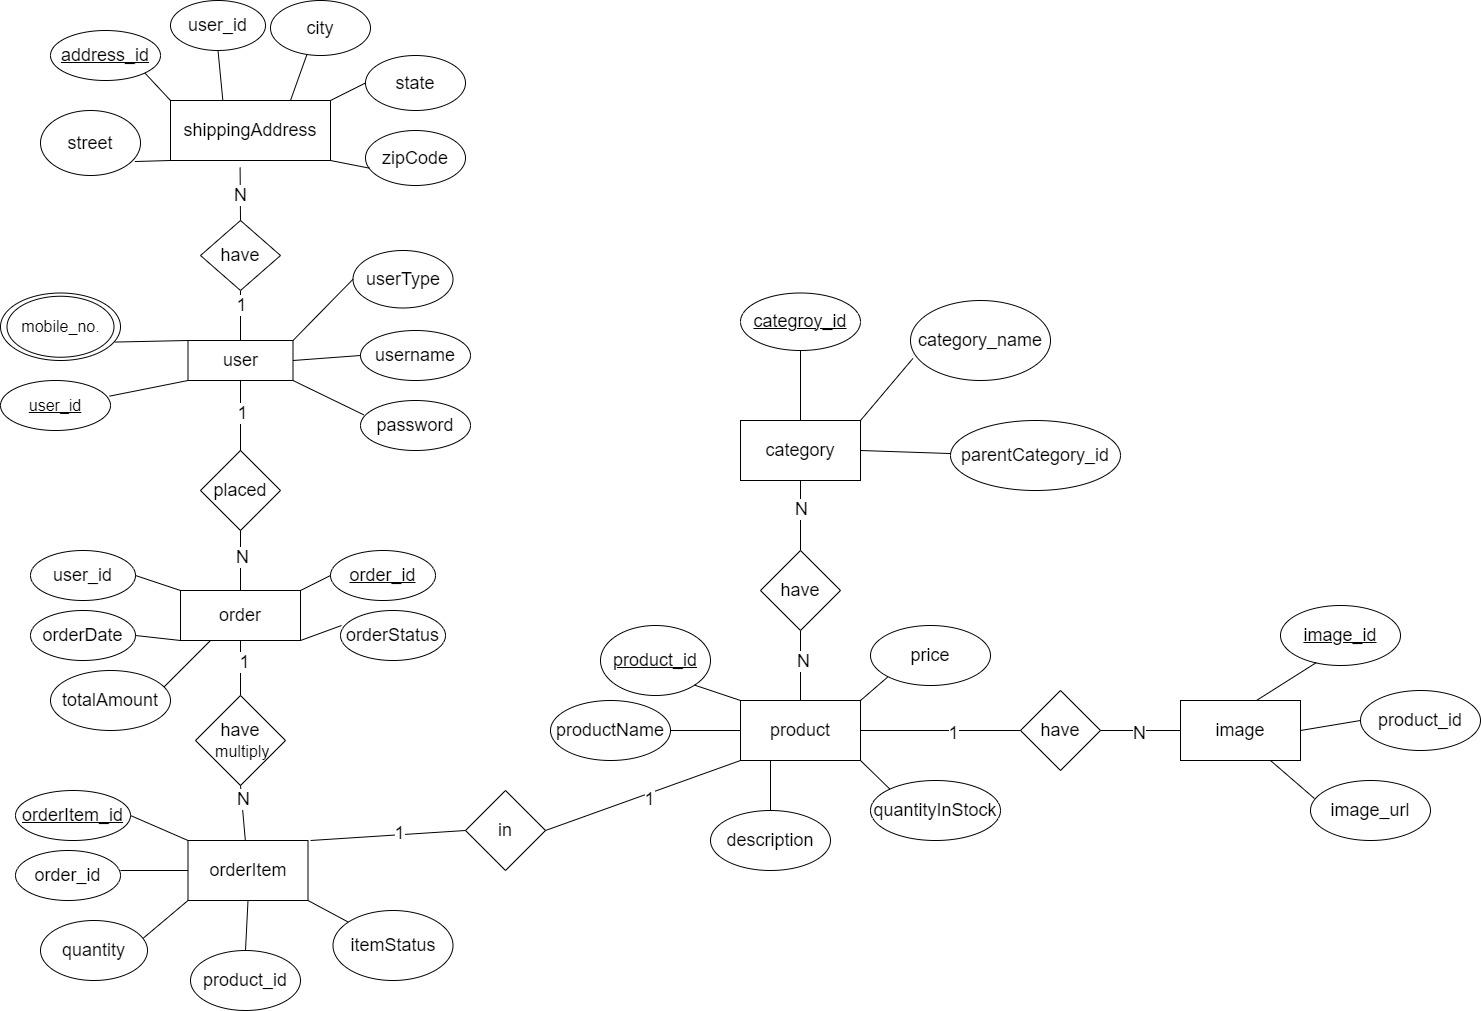 user_id
city
address_id
state
shippingAddress
street
zipCode
N
have
1
userType
mobile_no.
username
user
user_id
password
1
placed
N
user_id
order_id
order
orderDate
orderStatus
totalAmount
1
have
multiply
N
orderItem_id
orderItem
order_id
quantity
itemStatus
product_id
1
in
1
categroy_id
category_name
category
parentCategory_id
N
have
N
product_id
price
productName
product
quantityInStock
description
1
have
N
image_id
image
product_id
image_url